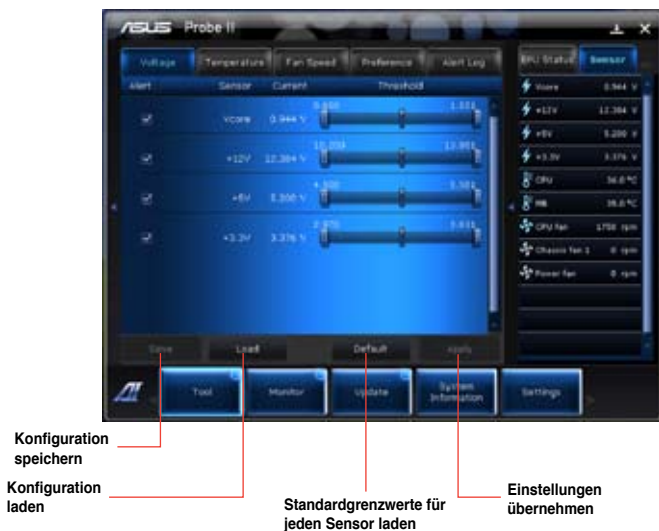 ASUS Probe II
Voltage Temperature Fan Speed Preference Alert Log
EPU Status Sensor
Alert Sensor Current Threshold
Vcore 0.944 V
+12V 12.384 V
+5V 5.200 V
+3.3V 3.376 V
Vcore 0.944 V
+12V 12.384 V
+5V 5.200 V
+3.3V 3.376 V
CPU
MB
CPU Fan 1750 rpm
Chassis Fan 1 0 rpm
Power Fan 0 rpm
Save Load Default Apply
Tool Monitor Update System Information Settings
Konfiguration
speichern
Konfiguration
laden
Standardgrenzwerte für
jeden Sensor laden
Einstellungen
übernehmen